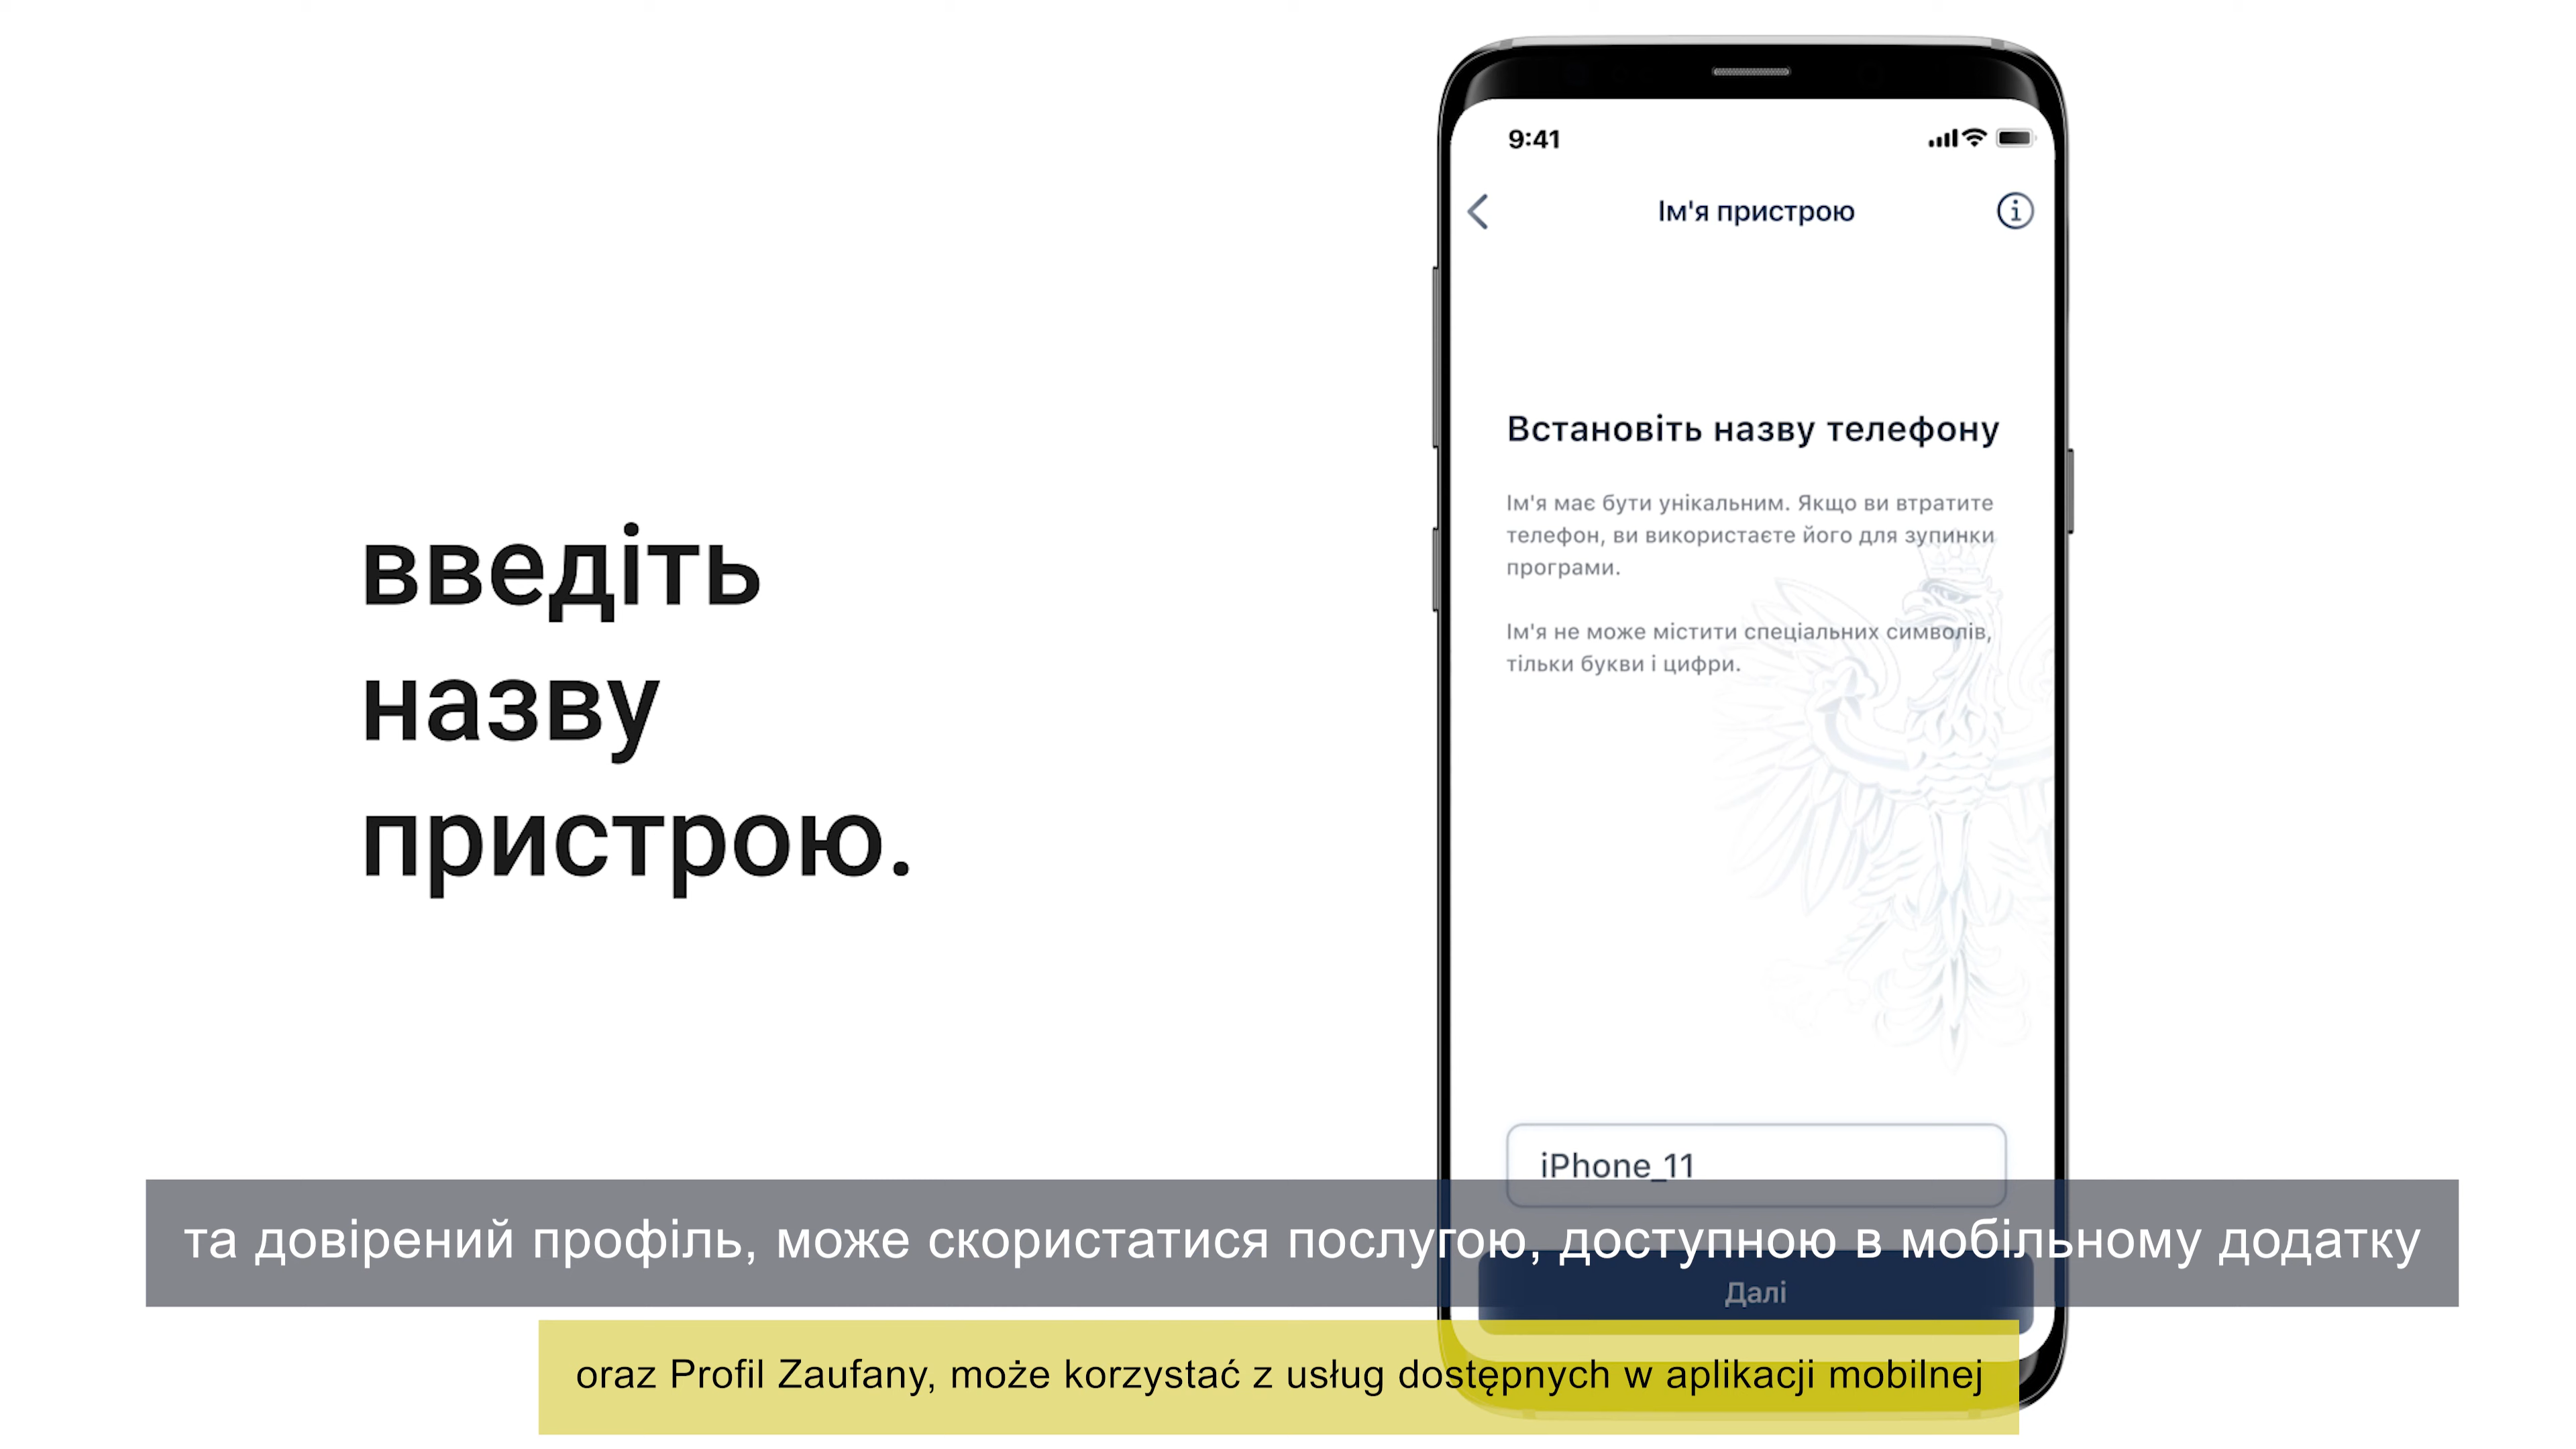 введіть
назву
пристрою.
9:41
Ім'я пристрою
Встановіть назву телефону
Ім'я має бути унікальним. Якщо ви втратите
телефон, ви використаєте його для зупинки
програми.
Ім'я не може містити спеціальних символів,
тільки букви і цифри.
iPhone_11
та довірений профіль, може скористатися послугою, доступною в мобільному додатку
Далі
oraz Profil Zaufany, może korzystać z usług dostępnych w aplikacji mobilnej